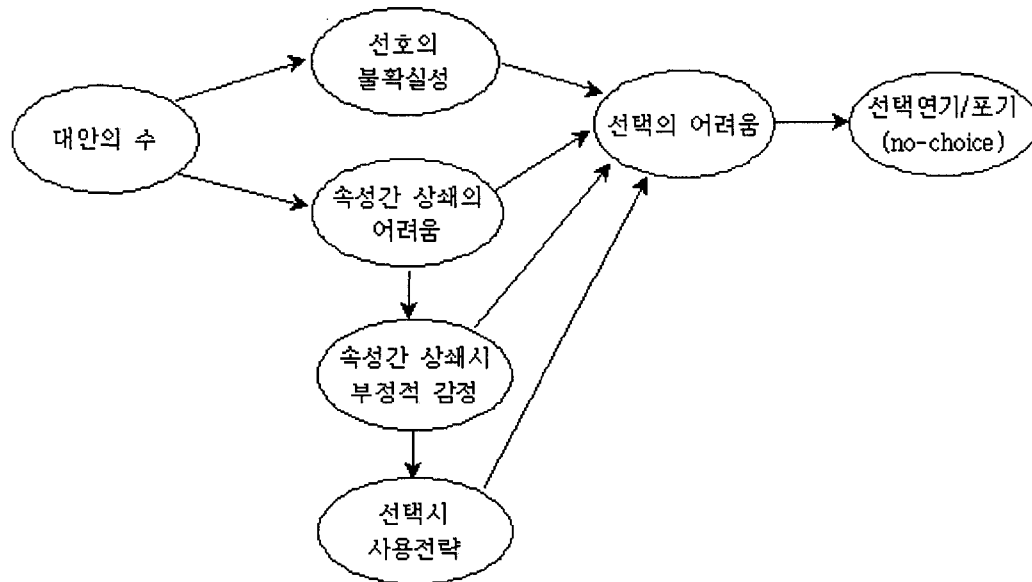 선호의
불확실성
대안의 수
선택의 어려움
선택연기/포기
(no-choice)
속성간 상쇄의
어려움
속성간 상쇄시
부정적 감정
선택시
사용전략